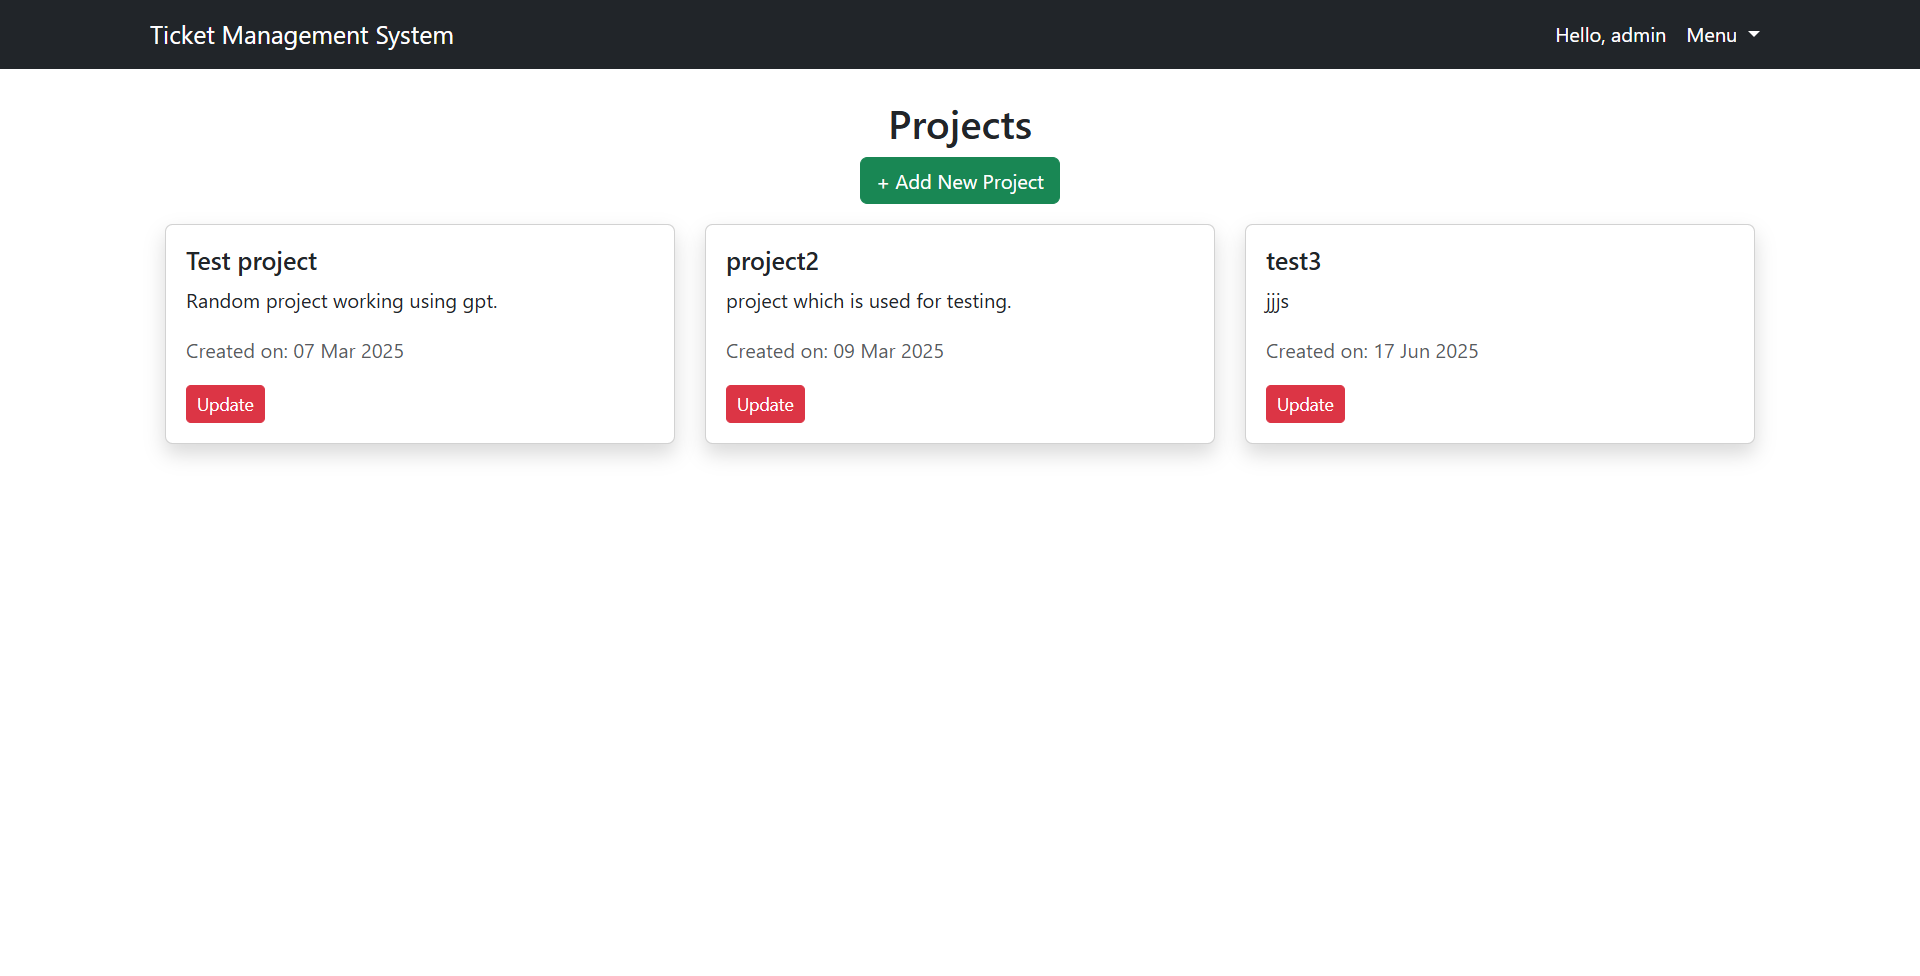 Ticket Management System
Hello, admin
Menu
Projects
+ Add New Project
Test project
Random project working using gpt.
Created on: 07 Mar 2025
Update
project2
project which is used for testing.
Created on: 09 Mar 2025
Update
test3
jjjs
Created on: 17 Jun 2025
Update